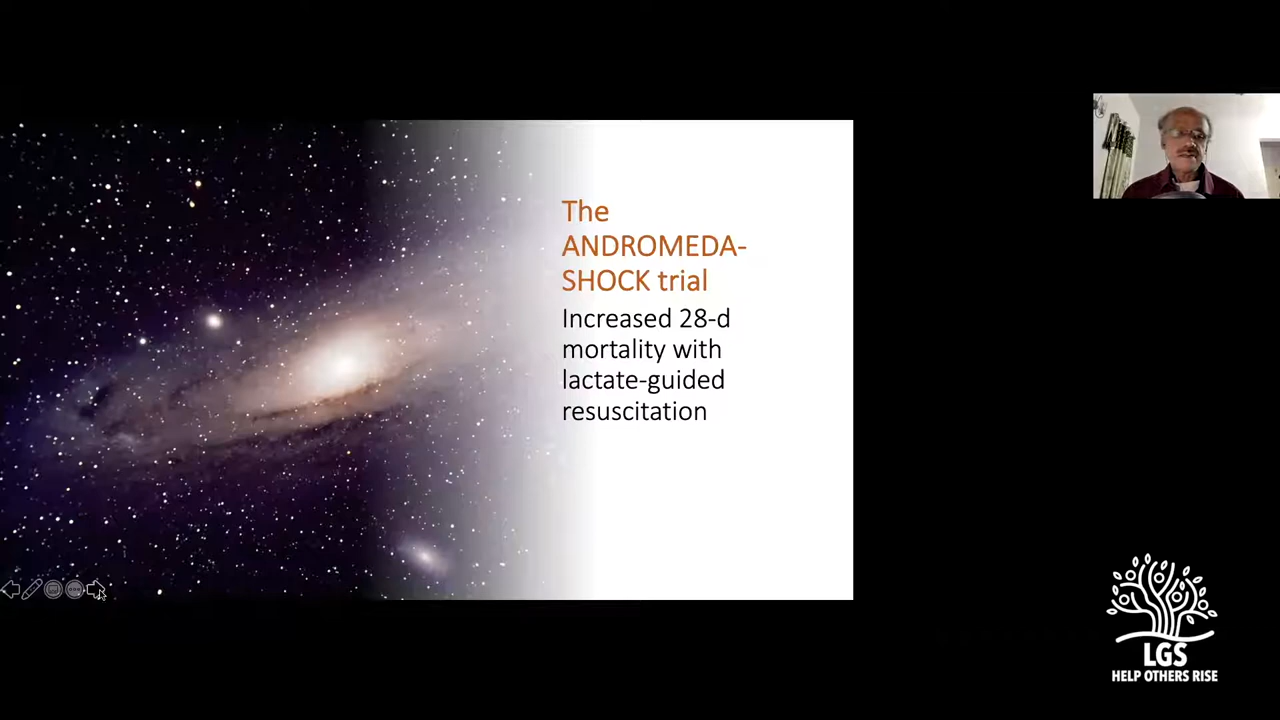 The
ANDROMEDA-
SHOCK trial
Increased 28-d
mortality with
lactate-guided
resuscitation
LGS
HELP OTHERS RISE